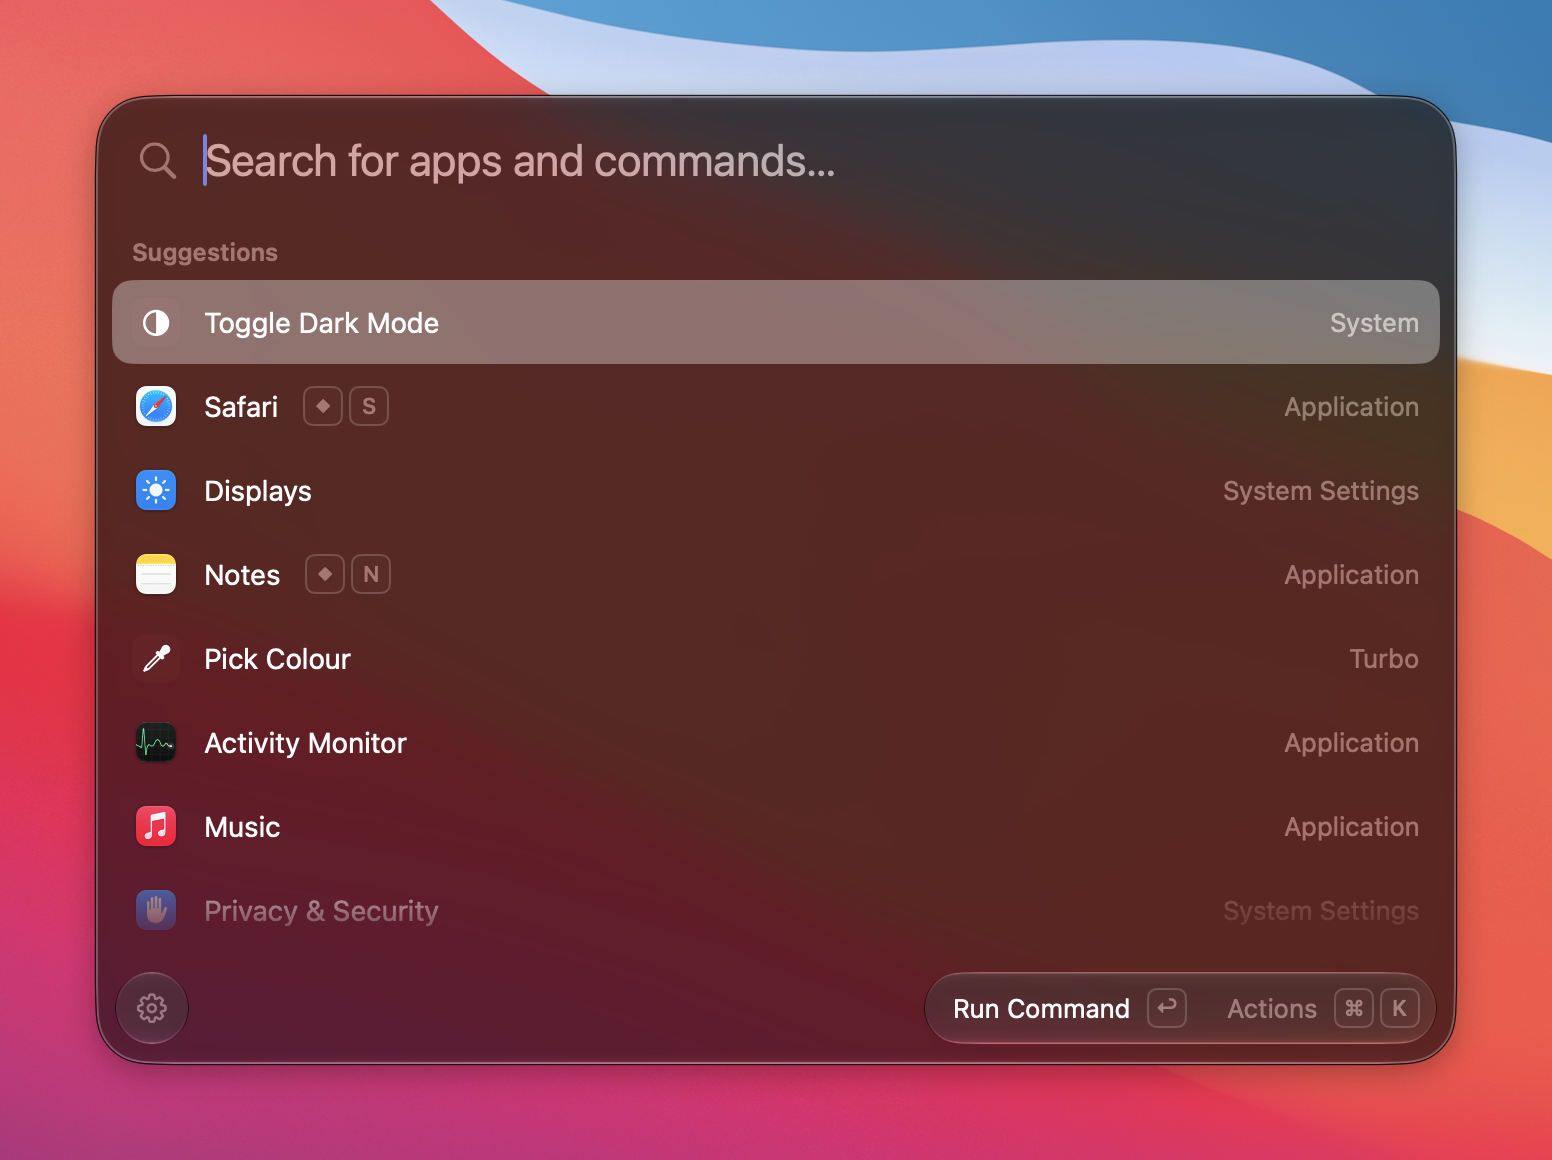 Search for apps and commands...
Suggestions
Toggle Dark Mode System
Safari ◆ S Application
Displays System Settings
Notes ◆ N Application
Pick Colour Turbo
Activity Monitor Application
Music Application
Privacy & Security System Settings
Run Command ↩ Actions ⌘ K